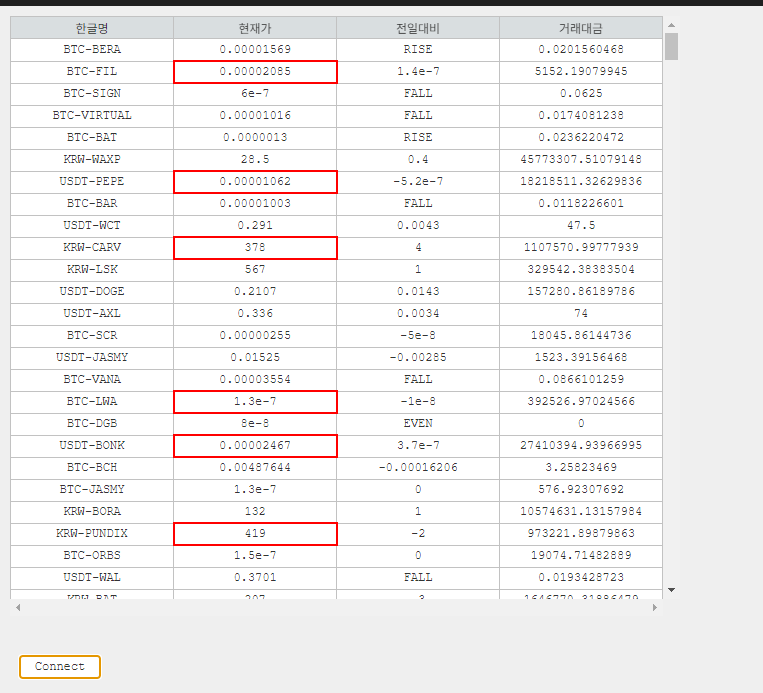 한글명 현재가 전일대비 거래대금
BTC-BERA 0.00001569 RISE 0.0201560468
BTC-FIL 0.00002085 1.4e-7 5152.19079945
BTC-SIGN 6e-7 FALL 0.0625
BTC-VIRTUAL 0.00001016 FALL 0.0174081238
BTC-BAT 0.0000013 RISE 0.0236220472
KRW-WAXP 28.5 0.4 45773307.51079148
USDT-PEPE 0.00001062 -5.2e-7 18218511.32629836
BTC-BAR 0.00001003 FALL 0.0118226601
USDT-WCT 0.291 0.0043 47.5
KRW-CARV 378 4 1107570.99777939
KRW-LSK 567 1 329542.38383504
USDT-DOGE 0.2107 0.0143 157280.86189786
USDT-AXL 0.336 0.0034 74
BTC-SCR 0.00000255 -5e-8 18045.86144736
USDT-JASMY 0.01525 -0.00285 1523.39156468
BTC-VANA 0.00003554 FALL 0.0866101259
BTC-LWA 1.3e-7 -1e-8 392526.97024566
BTC-DGB 8e-8 EVEN 0
USDT-BONK 0.00002467 3.7e-7 27410394.93966995
BTC-BCH 0.00487644 -0.00016206 3.25823469
BTC-JASMY 1.3e-7 0 576.92307692
KRW-BORA 132 1 10574631.13157984
KRW-PUNDIX 419 -2 973221.89879863
BTC-ORBS 1.5e-7 0 19074.71482889
USDT-WAL 0.3701 FALL 0.0193428723
KRW-BAT 207
Connect